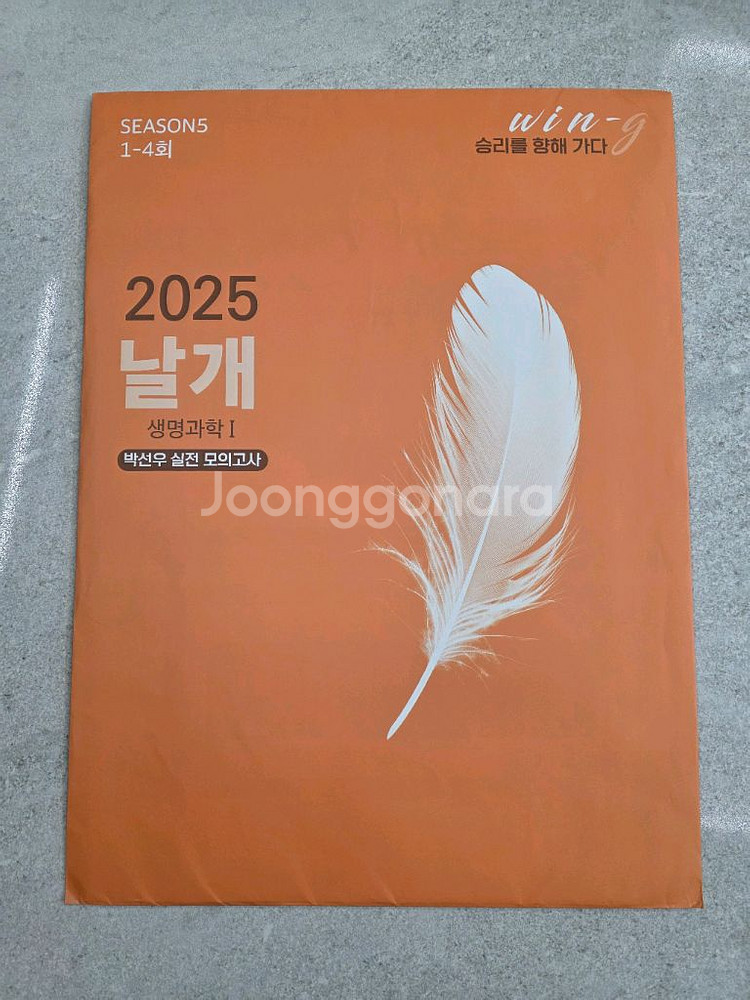 SEASON5
1-4회
win-g
승리를 향해 가다
2025
날개
생명과학 I
박선우 실전 모의고사
Joonggonara